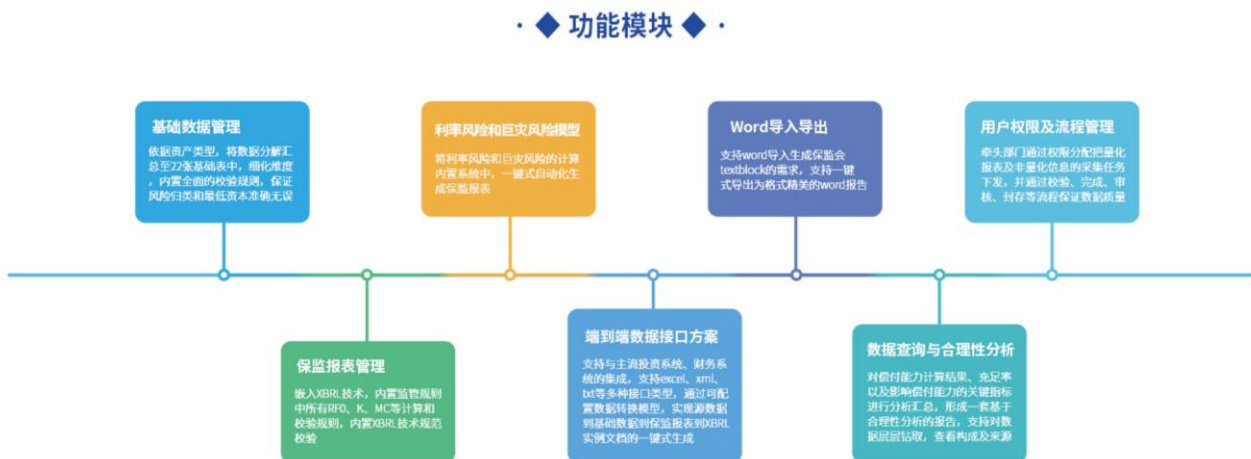 · ◆ 功能模块 ◆ ·
基础数据管理
依据资产类型，将数据分解汇
总至22张基础表中，细化维度
，内置全面的校验规则，保证
风险归类和最低资本准确无误
保监报表管理
嵌入XBRL技术，内置监管规则
中所有RF0、K、MC等计算和
校验规则，内置XBRL技术规范
校验
利率风险和巨灾风险模型
将利率风险和巨灾风险的计算
内置系统中，一键式自动化生
成保监报表
端到端数据接口方案
支持与主流投资系统、财务系
统的集成，支持excel、xml、
txt等多种接口类型，通过可配
置数据转换模型，实现源数据
到基础数据到保监报表到XBRL
实例文档的一键式生成
Word导入导出
支持word导入生成保监会
textblock的需求，支持一键
式导出为格式精美的word报告
数据查询与合理性分析
对偿付能力计算结果、充足率
以及影响偿付能力的关键指标
进行分析汇总，形成一套基于
合理性分析的报告，支持对数
据层层钻取，查看构成及来源
用户权限及流程管理
牵头部门通过权限分配把量化
报表及非量化信息的采集任务
下发，并通过校验、完成、审
核、封存等流程保证数据质量